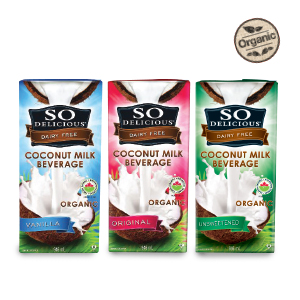 Organic
SO
DELICIOUS
DAIRY FREE
COCONUT MILK
BEVERAGE
ORGANIC
VANILLA
SO
DELICIOUS
DAIRY FREE
COCONUT MILK
BEVERAGE
ORGANIC
ORIGINAL
SO
DELICIOUS
DAIRY FREE
COCONUT MILK
BEVERAGE
ORGANIC
UNSWEETENED